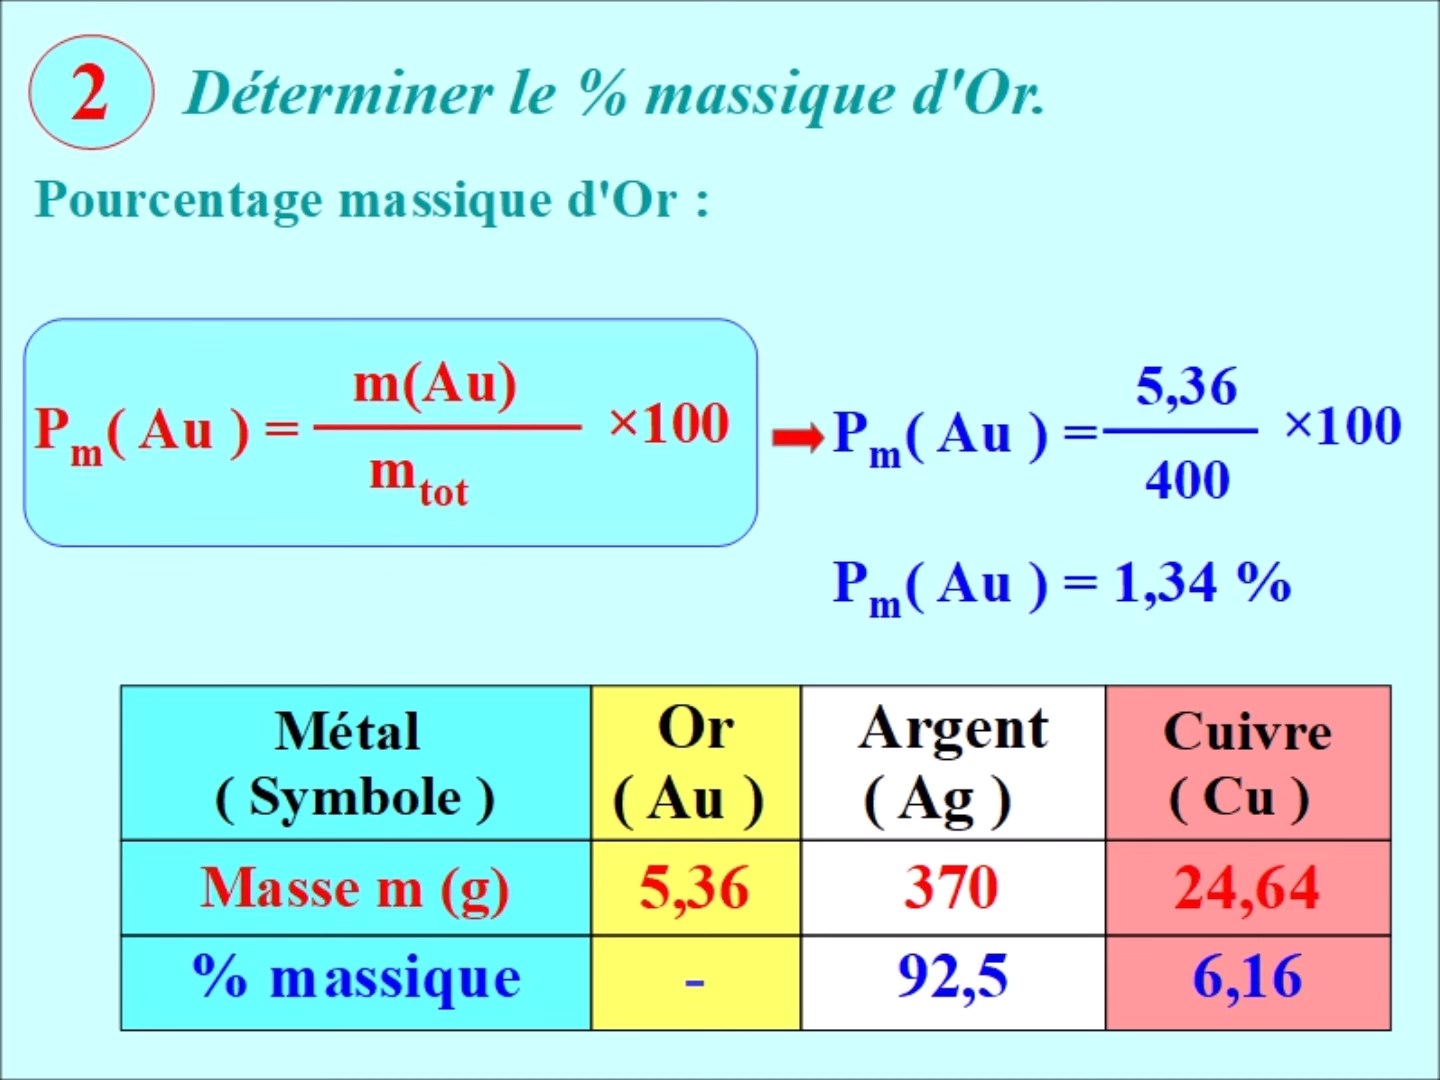 2 Déterminer le % massique d'Or.
Pourcentage massique d'Or :
Pm( Au ) = m(Au) / mtot ×100
Pm( Au ) = 5,36 / 400 ×100
Pm( Au ) = 1,34 %
Métal ( Symbole ) Or ( Au ) Argent ( Ag ) Cuivre ( Cu )
Masse m (g) 5,36 370 24,64
% massique - 92,5 6,16